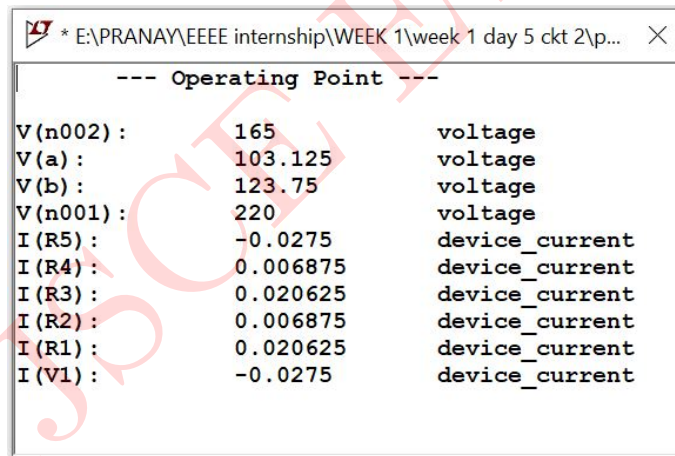 * E:\PRANAY\EEEE internship\WEEK 1\week 1 day 5 ckt 2\p...
--- Operating Point ---
V(n002): 165 voltage
V(a): 103.125 voltage
V(b): 123.75 voltage
V(n001): 220 voltage
I(R5): -0.0275 device_current
I(R4): 0.006875 device_current
I(R3): 0.020625 device_current
I(R2): 0.006875 device_current
I(R1): 0.020625 device_current
I(V1): -0.0275 device_current
JSCE E